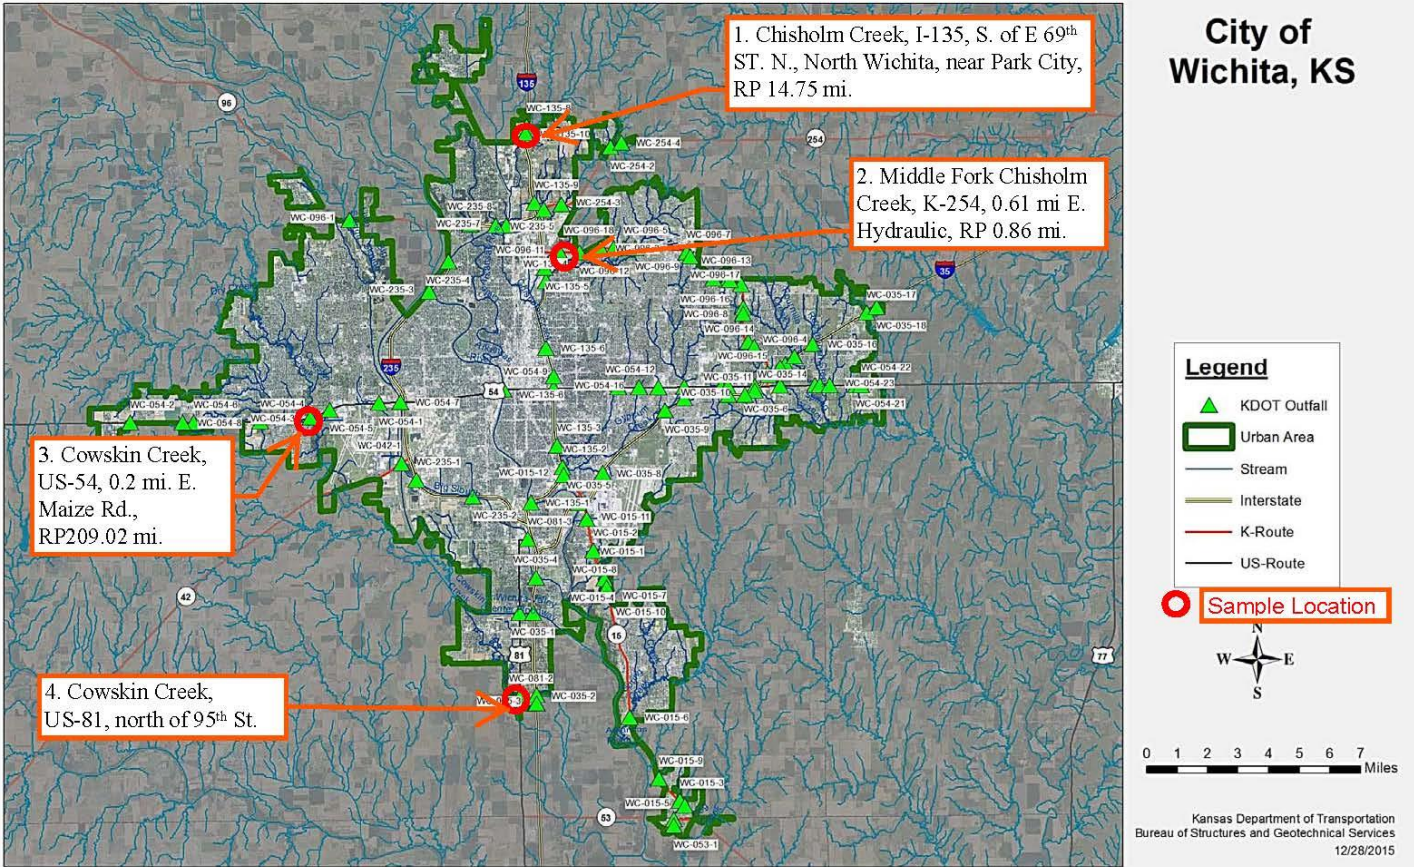 City of
Wichita, KS
1. Chisholm Creek, I-135, S. of E 69th
ST. N., North Wichita, near Park City,
RP 14.75 mi.
2. Middle Fork Chisholm
Creek, K-254, 0.61 mi E.
Hydraulic, RP 0.86 mi.
3. Cowskin Creek,
US-54, 0.2 mi. E.
Maize Rd.,
RP209.02 mi.
4. Cowskin Creek,
US-81, north of 95th St.
135
96
254
35
235
54
42
81
15
77
53
WC-135-8
WC-254-4
WC-254-2
WC-135-9
WC-235-8
WC-254-3
WC-096-1
WC-235-7
WC-235-5
WC-096-18
WC-096-5
WC-096-7
WC-096-11
WC-096-12
WC-096-9
WC-096-13
WC-235-4
WC-235-3
WC-135-5
WC-096-17
WC-096-16
WC-035-17
WC-096-8
WC-035-18
WC-096-14
WC-135-6
WC-096-4
WC-035-16
WC-096-15
WC-054-9
WC-054-12
WC-035-11
WC-035-14
WC-054-22
WC-054-16
WC-054-23
WC-035-10
WC-054-21
WC-035-6
WC-054-2
WC-054-6
WC-054-4
WC-054-7
WC-054-8
WC-054-3
WC-054-5
WC-054-1
WC-035-9
WC-135-3
WC-042-1
WC-135-2
WC-235-1
WC-015-12
WC-035-8
WC-035-5
WC-235-2
WC-135-1
WC-081-3
WC-015-11
WC-015-2
WC-015-1
WC-035-4
WC-015-8
WC-015-4
WC-015-7
WC-015-10
WC-035-1
WC-081-2
WC-035-2
WC-015-6
WC-015-9
WC-015-3
WC-015-5
WC-053-1
Legend
KDOT Outfall
Urban Area
Stream
Interstate
K-Route
US-Route
Sample Location
N
W E
S
0 1 2 3 4 5 6 7
Miles
Kansas Department of Transportation
Bureau of Structures and Geotechnical Services
12/28/2015